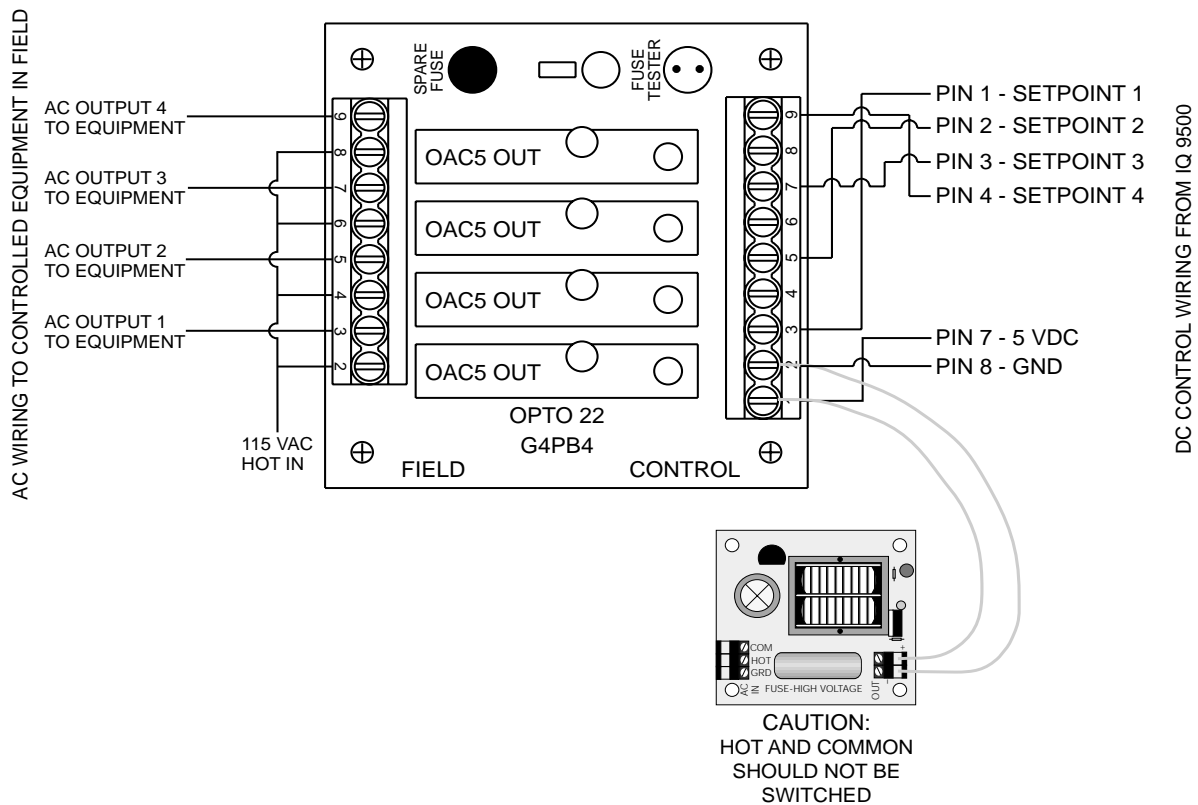 AC WIRING TO CONTROLLED EQUIPMENT IN FIELD
AC OUTPUT 4
TO EQUIPMENT
AC OUTPUT 3
TO EQUIPMENT
AC OUTPUT 2
TO EQUIPMENT
AC OUTPUT 1
TO EQUIPMENT
115 VAC
HOT IN
SPARE
FUSE
FUSE
TESTER
9
8
7
6
5
4
3
2
OAC5 OUT
OAC5 OUT
OAC5 OUT
OAC5 OUT
OPTO 22
G4PB4
FIELD
CONTROL
9
8
7
6
5
4
3
2
1
PIN 1 - SETPOINT 1
PIN 2 - SETPOINT 2
PIN 3 - SETPOINT 3
PIN 4 - SETPOINT 4
PIN 7 - 5 VDC
PIN 8 - GND
DC CONTROL WIRING FROM IQ 9500
COM
HOT
GRD
AC
IN
FUSE-HIGH VOLTAGE
OUT
+
-
CAUTION:
HOT AND COMMON
SHOULD NOT BE
SWITCHED